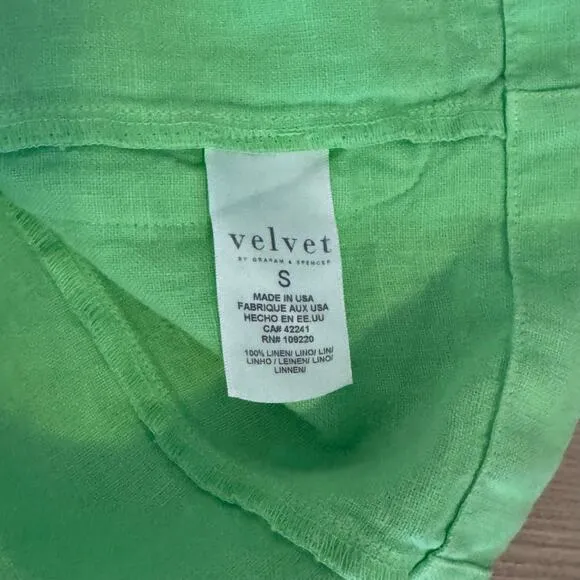 velvet
BY GRAHAM & SPENCER
S
MADE IN USA
FABRIQUE AUX USA
HECHO EN EE.UU
CA# 42241
RN# 109220
100% LINEN/ LINO/ LIN/
LINHO / LEINEN/ LINO/
LINNEN/